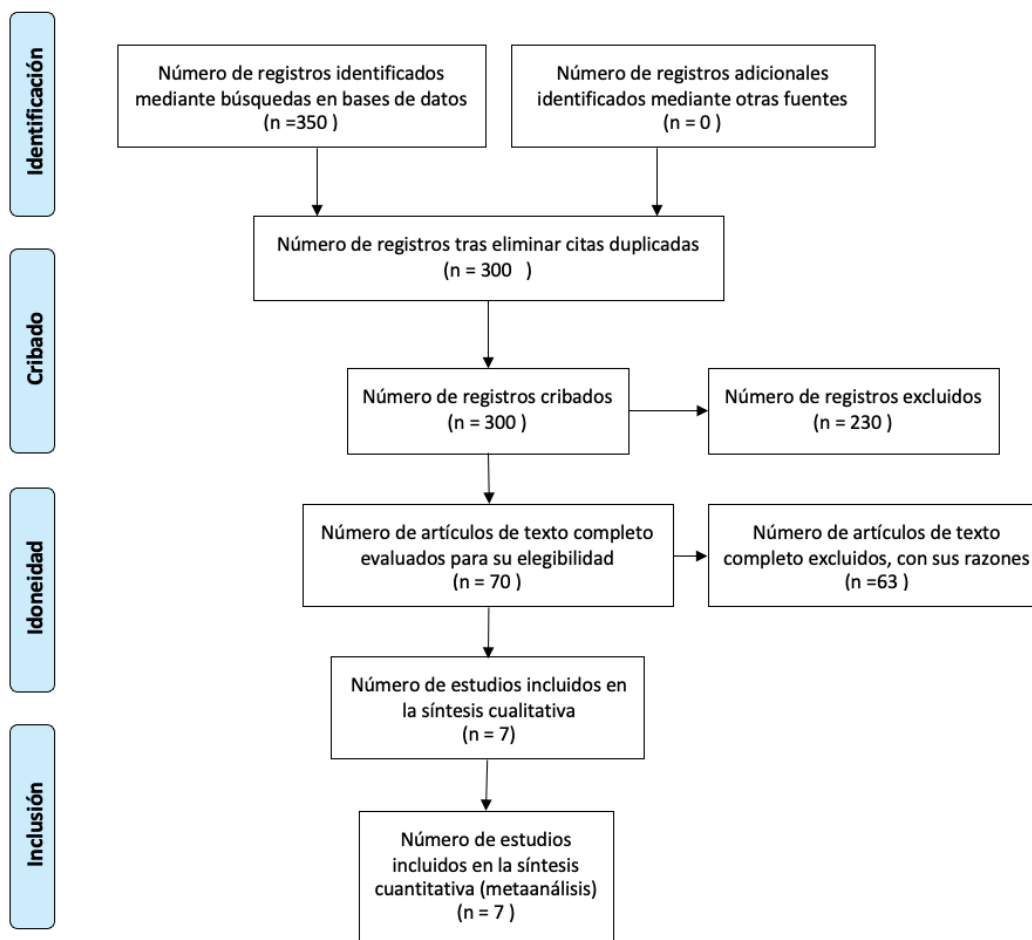 Identificación
Número de registros identificados
mediante búsquedas en bases de datos
(n =350 )
Número de registros adicionales
identificados mediante otras fuentes
(n = 0 )
Número de registros tras eliminar citas duplicadas
(n = 300 )
Cribado
Número de registros cribados
(n = 300 )
Número de registros excluidos
(n = 230 )
Idoneidad
Número de artículos de texto completo
evaluados para su elegibilidad
(n = 70 )
Número de artículos de texto
completo excluidos, con sus razones
(n =63 )
Número de estudios incluidos en
la síntesis cualitativa
(n = 7)
Inclusión
Número de estudios
incluidos en la síntesis
cuantitativa (metaanálisis)
(n = 7 )